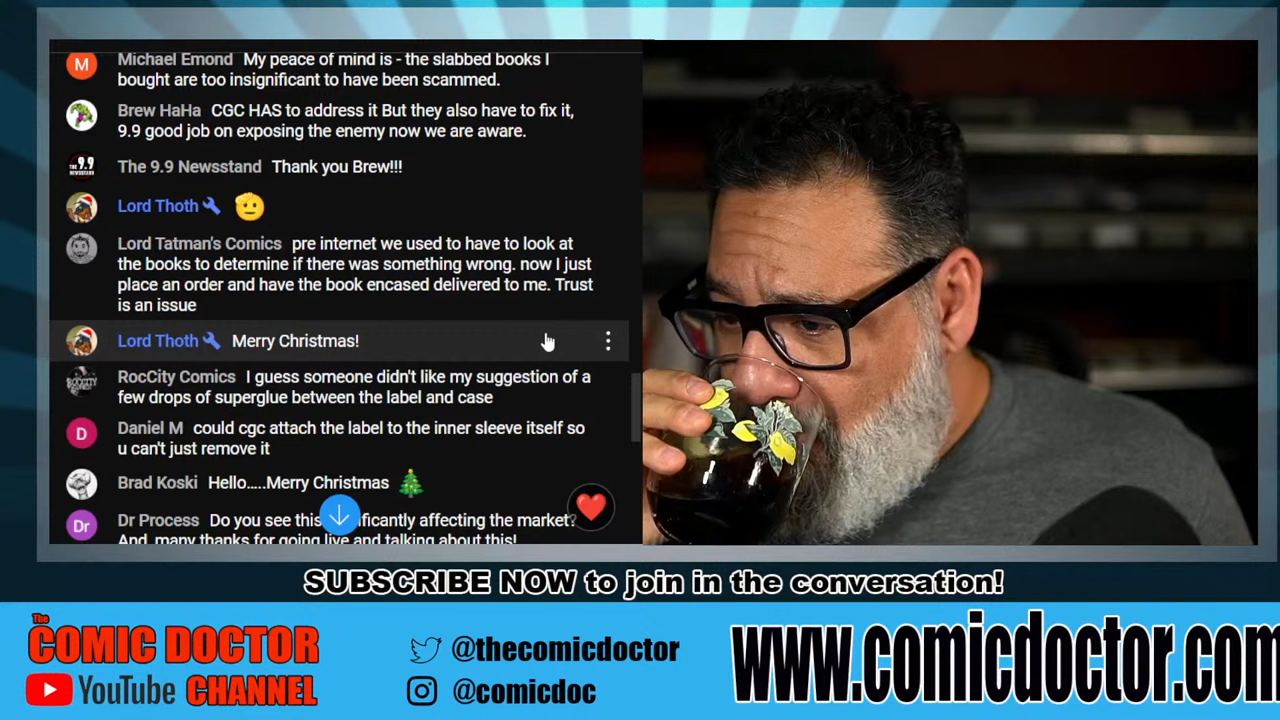 Michael Emond My peace of mind is - the slabbed books I
bought are too insignificant to have been scammed.
Brew HaHa CGC HAS to address it But they also have to fix it,
9.9 good job on exposing the enemy now we are aware.
THE 9.9 NEWSSTAND
The 9.9 Newsstand Thank you Brew!!!
Lord Thoth
Lord Tatman's Comics pre internet we used to have to look at
the books to determine if there was something wrong. now I just
place an order and have the book encased delivered to me. Trust
is an issue
Lord Thoth Merry Christmas!
RocCity Comics I guess someone didn't like my suggestion of a
few drops of superglue between the label and case
D
Daniel M could cgc attach the label to the inner sleeve itself so
u can't just remove it
Brad Koski Hello.....Merry Christmas
Dr
Dr Process Do you see this ificantly affecting the market?
And, many thanks for going live and talking about this!
M
SUBSCRIBE NOW to join in the conversation!
The
COMIC DOCTOR
YouTube CHANNEL
@thecomicdoctor
@comicdoc
www.comicdoctor.com